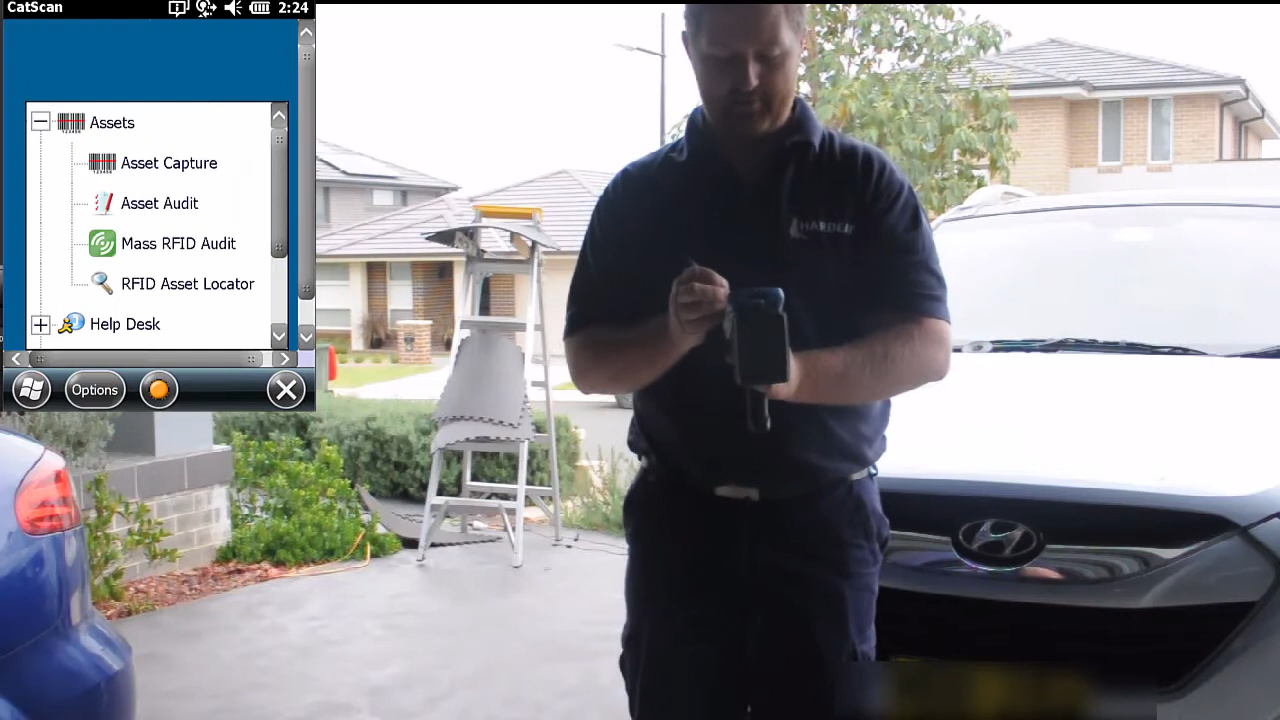 CatScan
2:24
Assets
Asset Capture
Asset Audit
Mass RFID Audit
RFID Asset Locator
Help Desk
Options